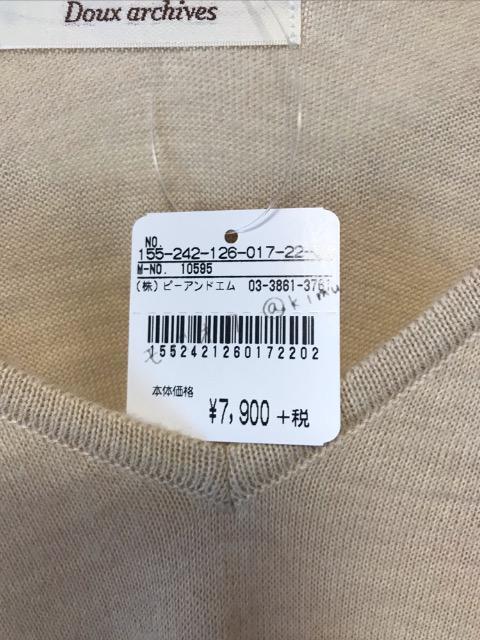 Doux archives
NO.
155-242-126-017-22-
M-NO. 10595
(株)ピーアンドエム 03-3861-376
@kimu
1552421260172202
本体価格
¥7,900 +税